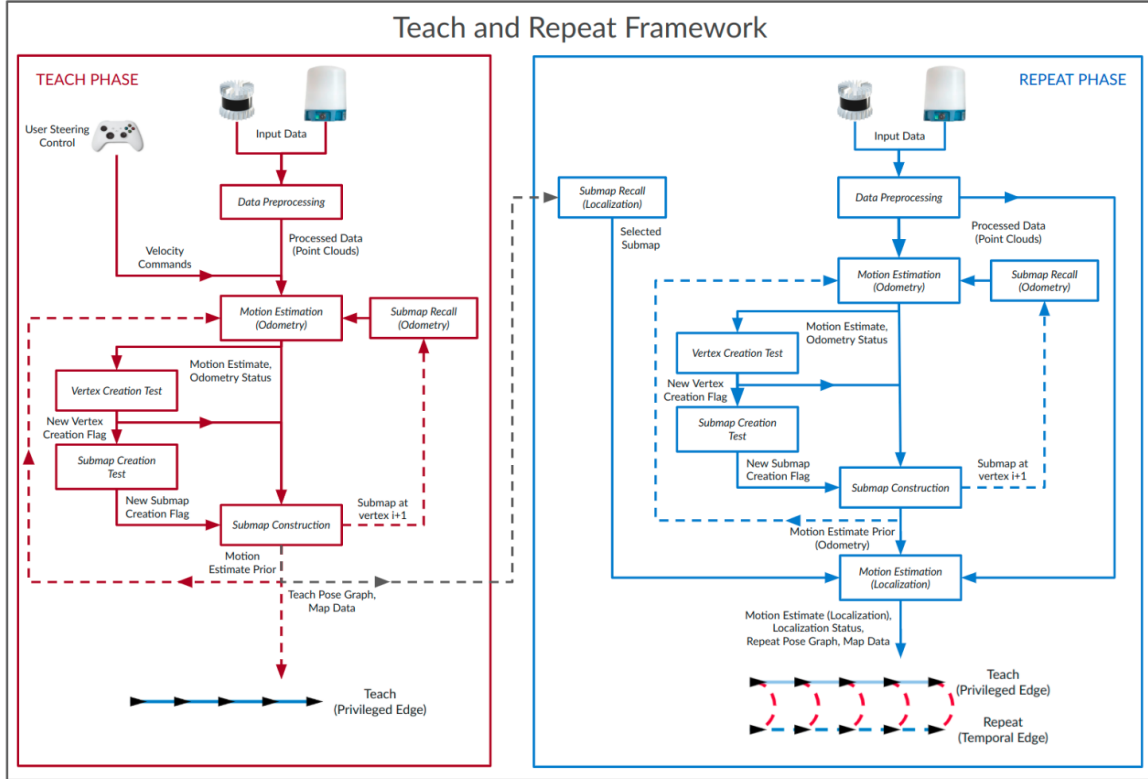 Teach and Repeat Framework
TEACH PHASE
User Steering
Control
Input Data
Data Preprocessing
Processed Data
(Point Clouds)
Velocity
Commands
Motion Estimation
(Odometry)
Submap Recall
(Odometry)
Motion Estimate,
Odometry Status
Vertex Creation Test
New Vertex
Creation Flag
Submap Creation
Test
New Submap
Creation Flag
Submap Construction
Submap at
vertex i+1
Motion
Estimate Prior
Teach Pose Graph,
Map Data
Teach
(Privileged Edge)
REPEAT PHASE
Input Data
Submap Recall
(Localization)
Selected
Submap
Data Preprocessing
Processed Data
(Point Clouds)
Motion Estimation
(Odometry)
Submap Recall
(Odometry)
Motion Estimate,
Odometry Status
Vertex Creation Test
New Vertex
Creation Flag
Submap Creation
Test
New Submap
Creation Flag
Submap Construction
Submap at
vertex i+1
Motion Estimate Prior
(Odometry)
Motion Estimation
(Localization)
Motion Estimate (Localization),
Localization Status,
Repeat Pose Graph, Map Data
Teach
(Privileged Edge)
Repeat
(Temporal Edge)